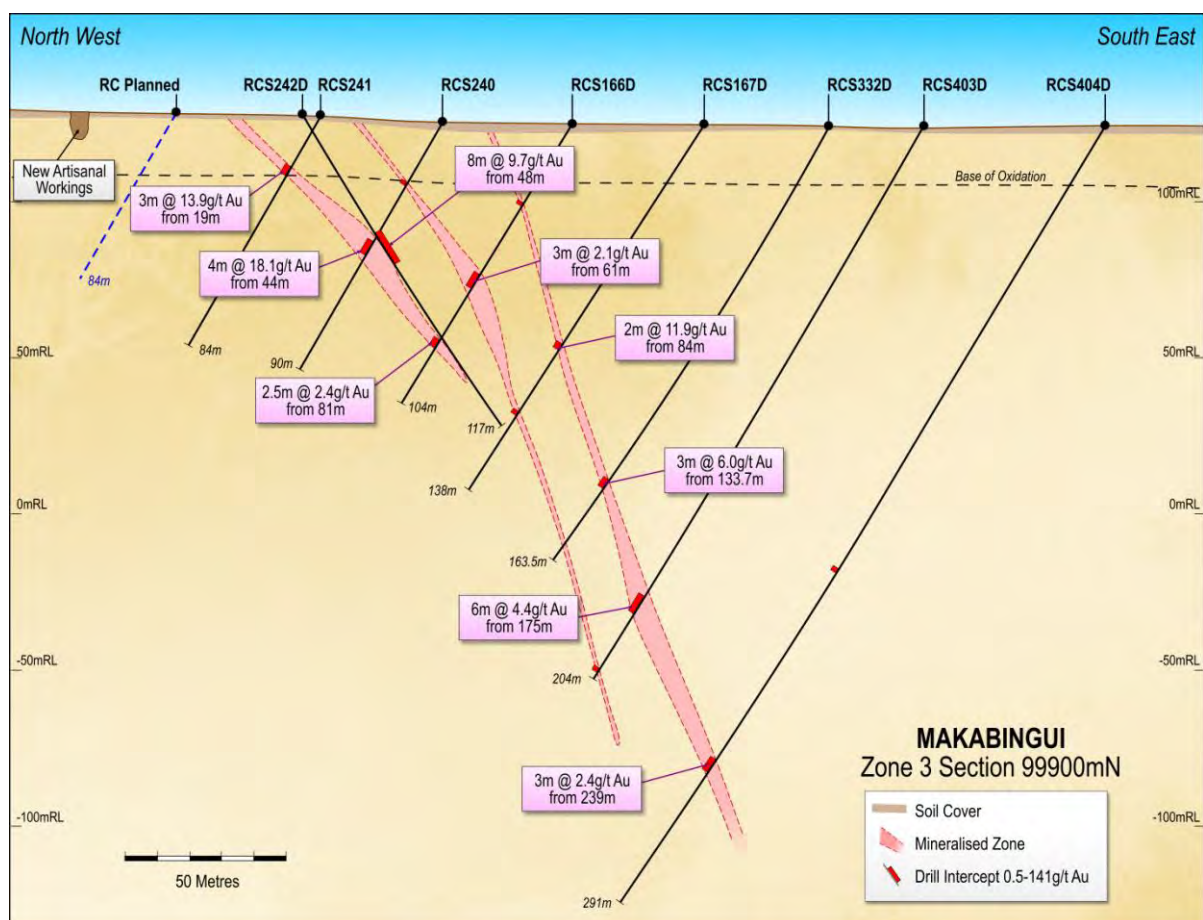 North West
South East
RC Planned
RCS242D
RCS241
RCS240
RCS166D
RCS167D
RCS332D
RCS403D
RCS404D
New Artisanal
Workings
8m @ 9.7g/t Au
from 48m
Base of Oxidation
3m @ 13.9g/t Au
from 19m
100mRL
100mRL
4m @ 18.1g/t Au
from 44m
3m @ 2.1g/t Au
from 61m
84m
2m @ 11.9g/t Au
from 84m
84m
50mRL
50mRL
90m
2.5m @ 2.4g/t Au
from 81m
104m
117m
3m @ 6.0g/t Au
from 133.7m
138m
0mRL
0mRL
163.5m
6m @ 4.4g/t Au
from 175m
-50mRL
-50mRL
204m
MAKABINGUI
Zone 3 Section 99900mN
3m @ 2.4g/t Au
from 239m
Soil Cover
Mineralised Zone
Drill Intercept 0.5-141g/t Au
-100mRL
-100mRL
50 Metres
291m